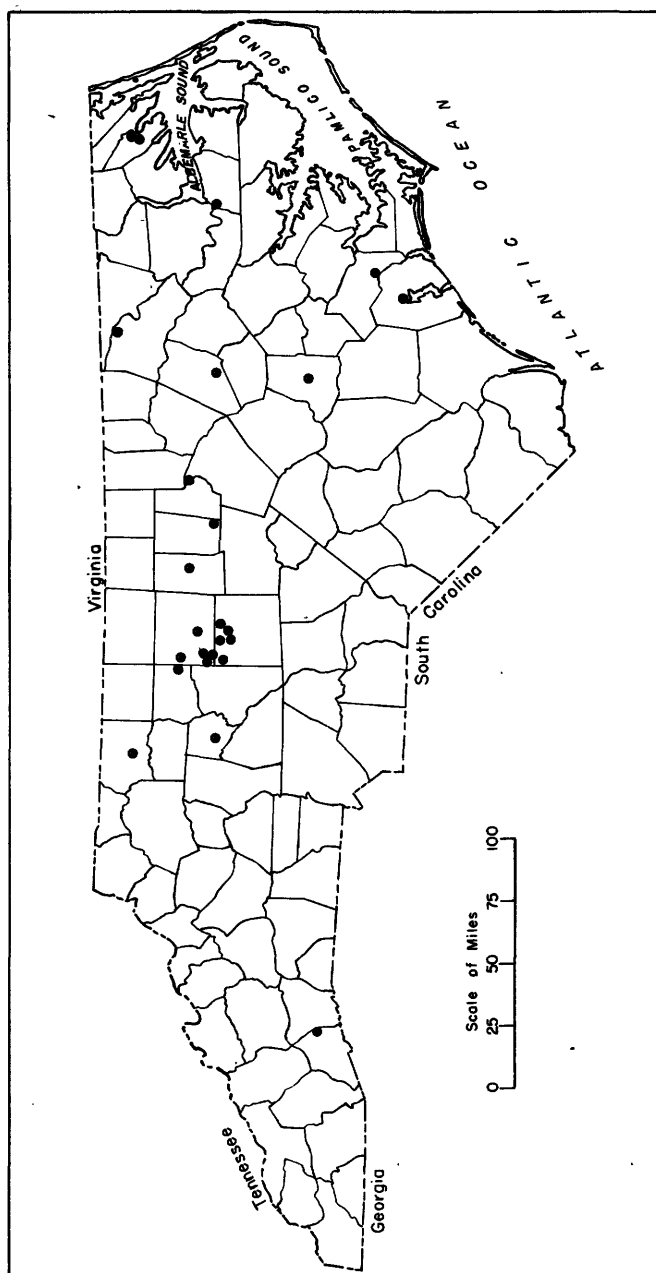 Virginia
ALBEMARLE SOUND
PAMLICO SOUND
ATLANTIC OCEAN
Tennessee
Georgia
South Carolina
0 25 50 75 100
Scale of Miles